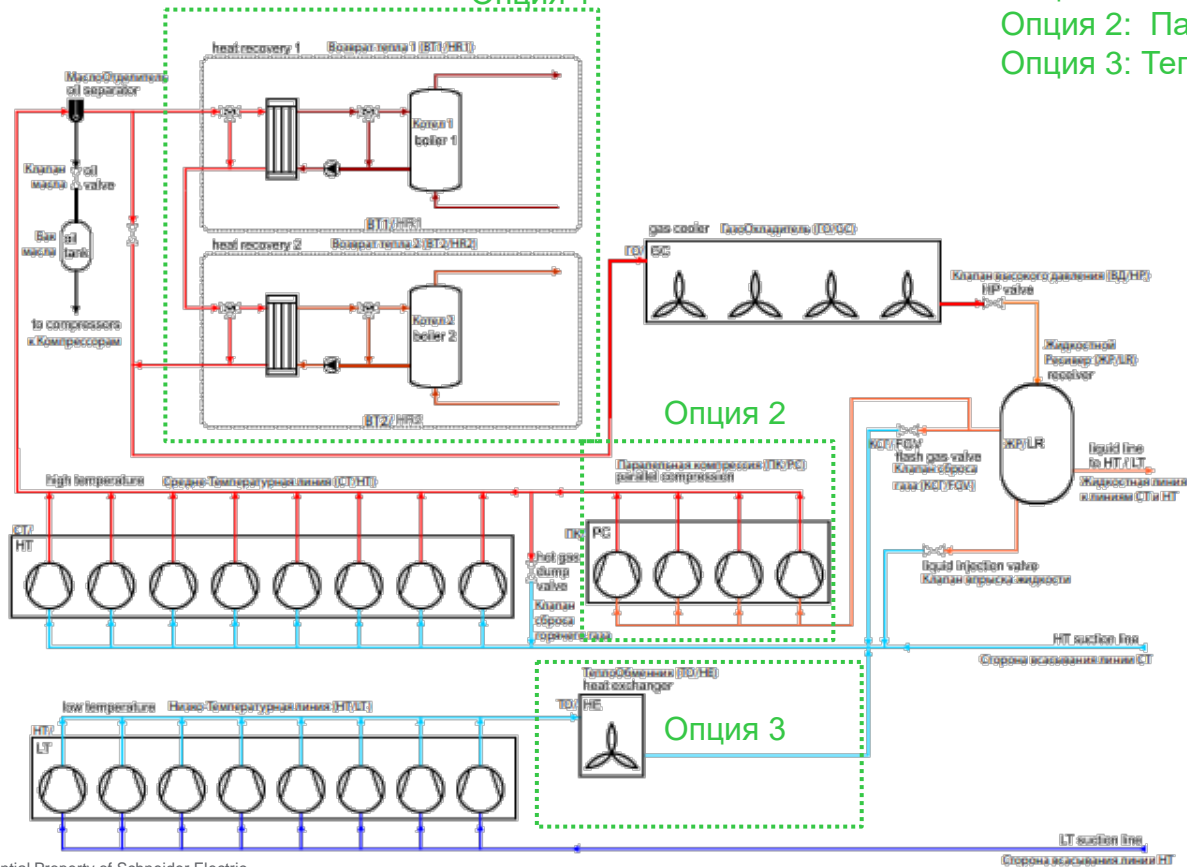 Опция 1
Опция 2: Па
Опция 3: Теп
heat recovery 1 Возврат тепла 1 (ВТ1/HR1)
МаслоОтделитель
oil separator
Котел 1
boiler 1
Клапан oil
масла valve
Бак oil
масла tank
ВТ1/HR1
heat recovery 2 Возврат тепла 2 (ВТ2/HR2)
to compressors
к Компрессорам
Котел 2
boiler 2
ВТ2/ HR2
gas cooler ГазоОхладитель (ГО/GC)
ГО/ GC
Клапан высокого давления (ВД/HP)
HP valve
Жидкостной
Ресивер (ЖР/LR)
receiver
ЖР/LR
Опция 2
КСГ/FGV
flash gas valve
Клапан сброса
газа (КСГ/FGV)
liquid line
to HT / LT
Жидкостная линия
к линиям СТ и НТ
Паралельная компрессия (ПК/PC)
parallel compression
high temperature Средне-Температурная линия (СТ/HT)
СТ/
HT
ПК/ PC
hot gas
dump
valve
Клапан
сброса
горячего газа
liquid injection valve
Клапан впрыска жидкости
HT suction line
Сторона всасывания линии СТ
ТеплоОбменник (ТО/HE)
heat exchanger
ТО/ HE
Опция 3
low temperature Низко-Температурная линия (НТ/LT)
НТ/
LT
LT suction line
Сторона всасывания линии НТ
ntial Property of Schneider Electric